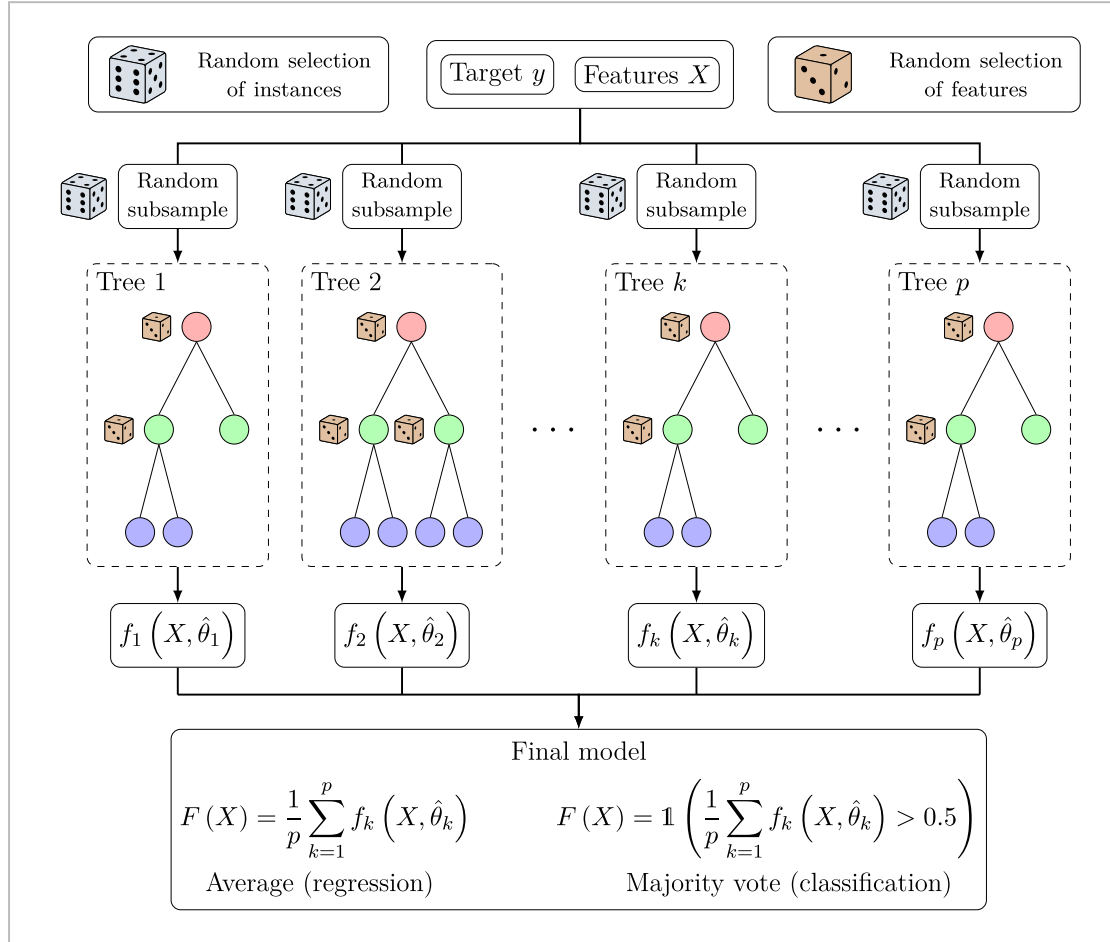 Random selection
of instances
Target y
Features X
Random selection
of features
Random
subsample
Random
subsample
Random
subsample
Random
subsample
Tree 1
Tree 2
Tree k
Tree p
. . .
. . .
f₁ (X, θ̂₁)
f₂ (X, θ̂₂)
fₖ (X, θ̂ₖ)
fₚ (X, θ̂ₚ)
Final model
F (X) = 1/p ∑_{k=1}^{p} fₖ (X, θ̂ₖ)
F (X) = 𝟙 (1/p ∑_{k=1}^{p} fₖ (X, θ̂ₖ) > 0.5)
Average (regression)
Majority vote (classification)